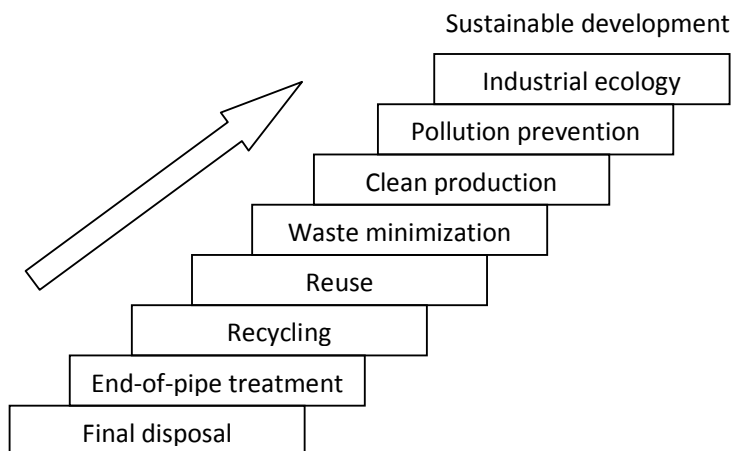 Sustainable development
Industrial ecology
Pollution prevention
Clean production
Waste minimization
Reuse
Recycling
End-of-pipe treatment
Final disposal